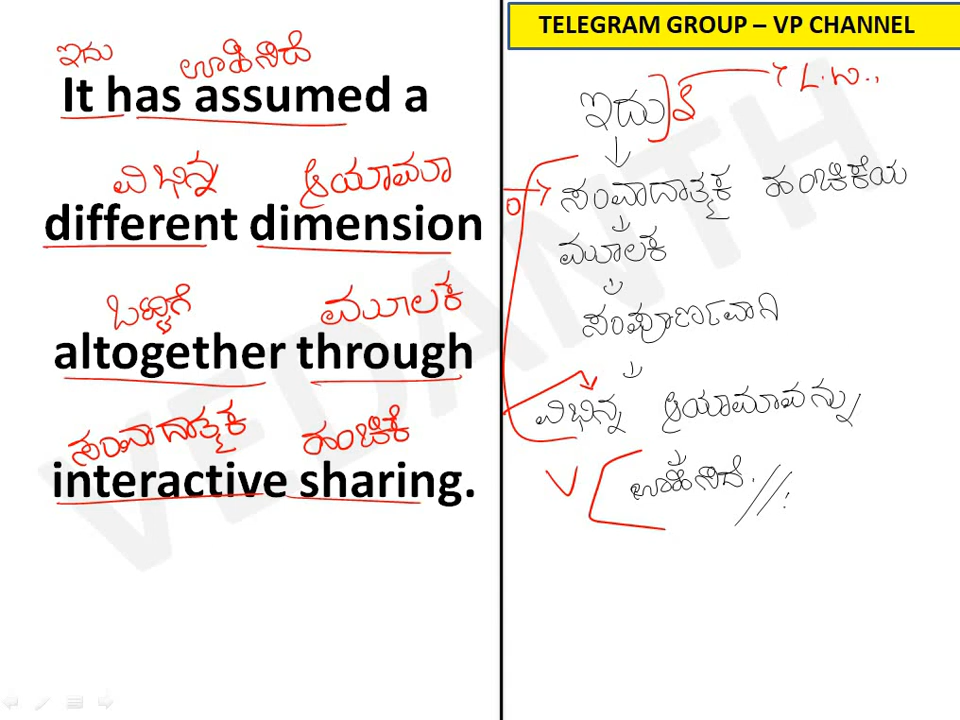 ಇದು ಊಹಿಸಿದೆ
It has assumed a
ವಿಭಿನ್ನ ಆಯಾಮ
different dimension
ಒಟ್ಟಿಗೆ ಮೂಲಕ
altogether through
ಸಂವಾದಾತ್ಮಕ ಹಂಚಿಕೆ
interactive sharing.
TELEGRAM GROUP – VP CHANNEL
ಇದು
ಸಂವಾದಾತ್ಮಕ ಹಂಚಿಕೆಯ
ಮೂಲಕ
ಸಂಪೂರ್ಣವಾಗಿ
ವಿಭಿನ್ನ ಆಯಾಮವನ್ನು
ಊಹಿಸಿದೆ.
O
V
VEDANTH